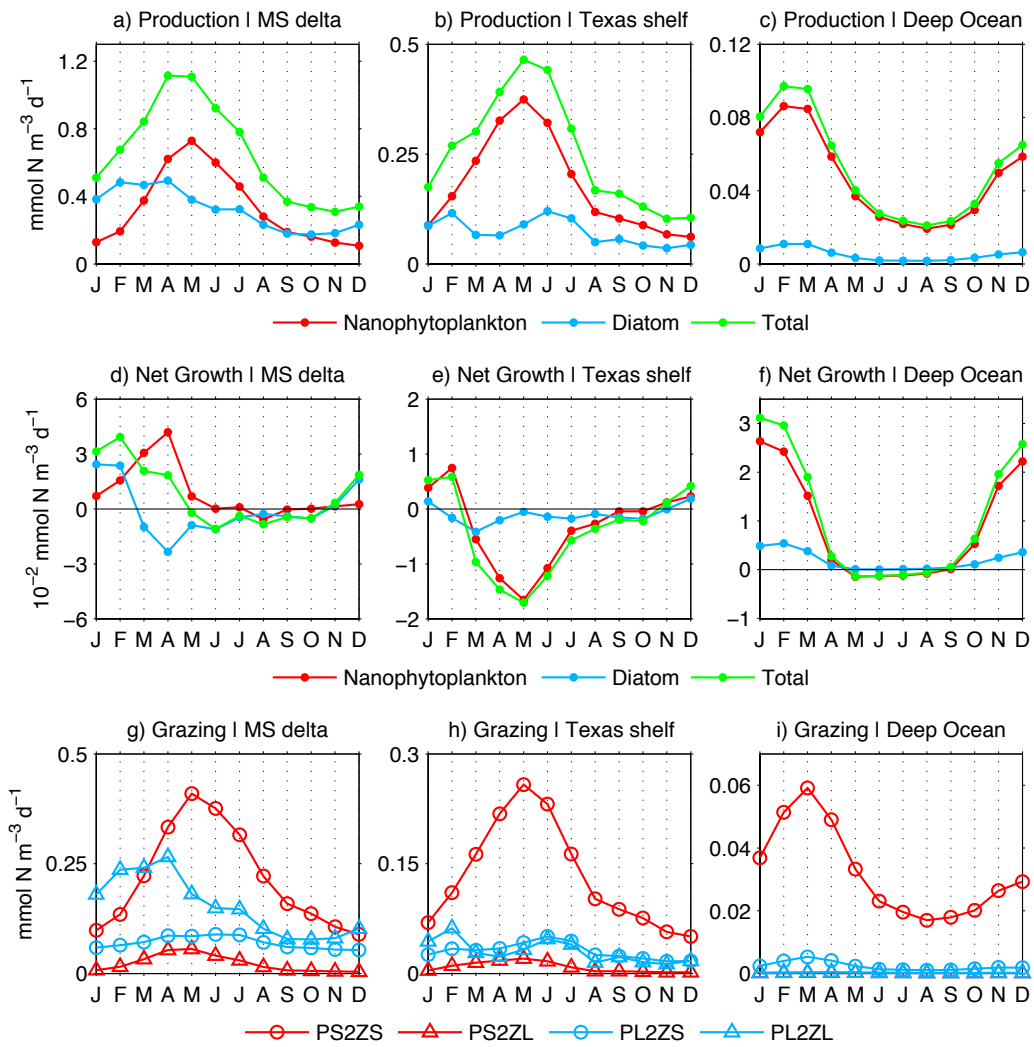 a) Production | MS delta
b) Production | Texas shelf
c) Production | Deep Ocean
mmol N m−3 d−1
1.2
0.8
0.4
0
J F M A M J J A S O N D
0.5
0.25
0
J F M A M J J A S O N D
0.12
0.08
0.04
0
J F M A M J J A S O N D
Nanophytoplankton Diatom Total
d) Net Growth | MS delta
e) Net Growth | Texas shelf
f) Net Growth | Deep Ocean
10−2 mmol N m−3 d−1
6
3
0
−3
−6
J F M A M J J A S O N D
2
1
0
−1
−2
J F M A M J J A S O N D
3
2
1
0
−1
J F M A M J J A S O N D
Nanophytoplankton Diatom Total
g) Grazing | MS delta
h) Grazing | Texas shelf
i) Grazing | Deep Ocean
mmol N m−3 d−1
0.5
0.25
0
J F M A M J J A S O N D
0.3
0.15
0
J F M A M J J A S O N D
0.06
0.04
0.02
0
J F M A M J J A S O N D
PS2ZS PS2ZL PL2ZS PL2ZL